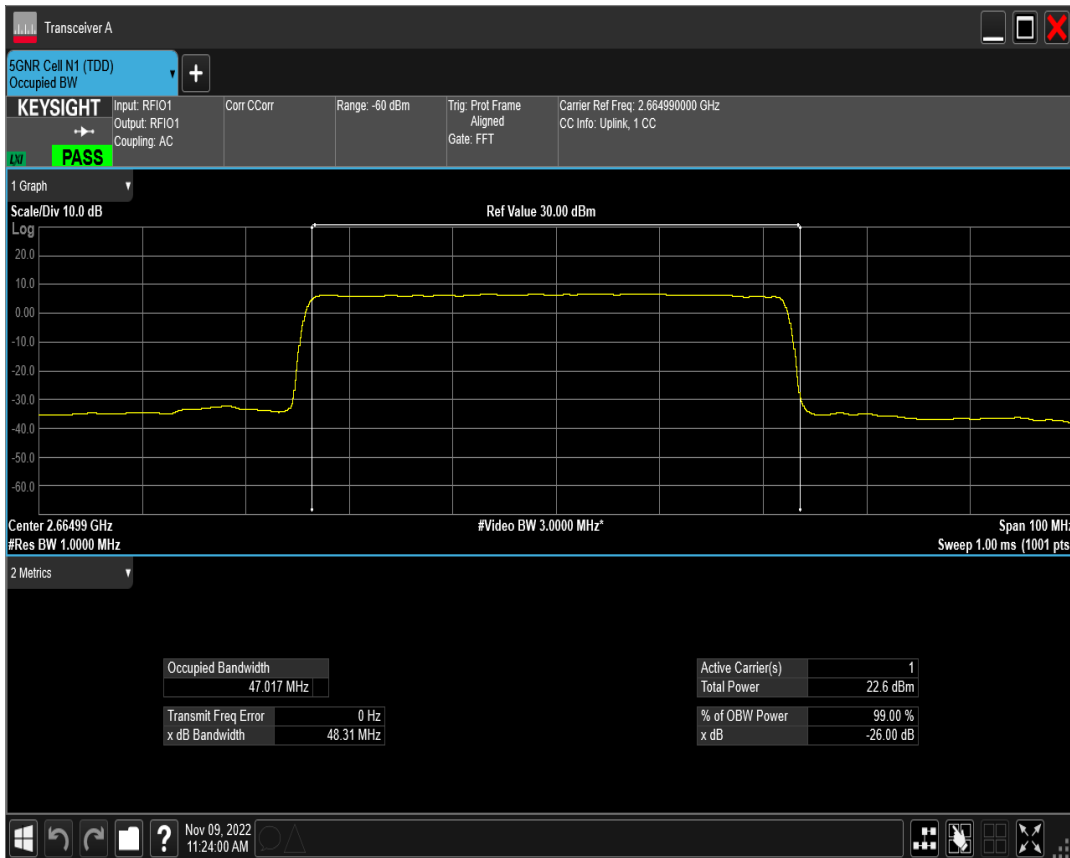 Transceiver A
5GNR Cell N1 (TDD)
Occupied BW
+
KEYSIGHT
LXI
PASS
Input: RFIO1
Output: RFIO1
Coupling: AC
Corr CCorr
Range: -60 dBm
Trig: Prot Frame
Aligned
Gate: FFT
Carrier Ref Freq: 2.664990000 GHz
CC Info: Uplink, 1 CC
1 Graph
Scale/Div 10.0 dB
Ref Value 30.00 dBm
Log
20.0
10.0
0.00
-10.0
-20.0
-30.0
-40.0
-50.0
-60.0
Center 2.66499 GHz
#Video BW 3.0000 MHz*
Span 100 MHz
#Res BW 1.0000 MHz
Sweep 1.00 ms (1001 pts
2 Metrics
Occupied Bandwidth
47.017 MHz
Transmit Freq Error 0 Hz
x dB Bandwidth 48.31 MHz
Active Carrier(s) 1
Total Power 22.6 dBm
% of OBW Power 99.00 %
x dB -26.00 dB
?
Nov 09, 2022
11:24:00 AM